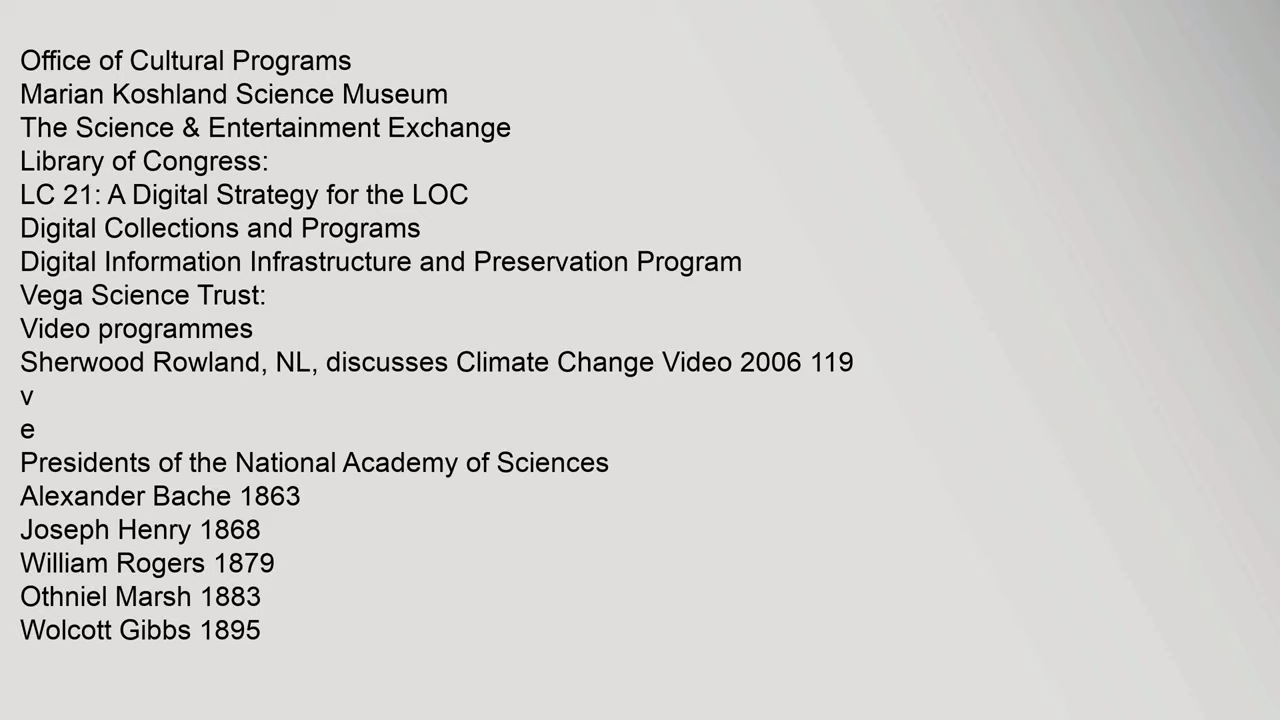 Office of Cultural Programs
Marian Koshland Science Museum
The Science & Entertainment Exchange
Library of Congress:
LC 21: A Digital Strategy for the LOC
Digital Collections and Programs
Digital Information Infrastructure and Preservation Program
Vega Science Trust:
Video programmes
Sherwood Rowland, NL, discusses Climate Change Video 2006 119
v
e
Presidents of the National Academy of Sciences
Alexander Bache 1863
Joseph Henry 1868
William Rogers 1879
Othniel Marsh 1883
Wolcott Gibbs 1895